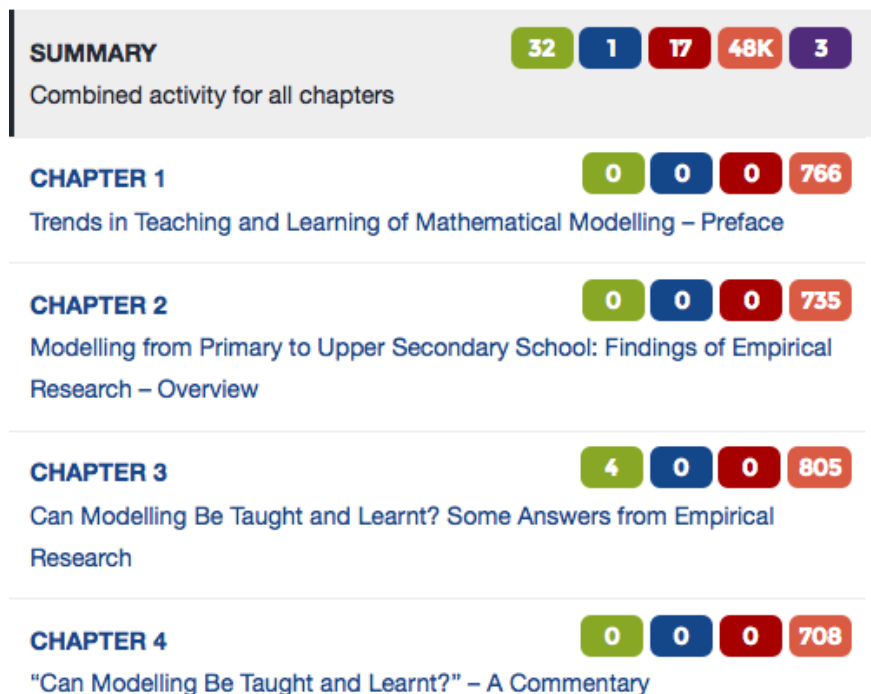 SUMMARY 32 1 17 48K 3
Combined activity for all chapters
CHAPTER 1 0 0 0 766
Trends in Teaching and Learning of Mathematical Modelling – Preface
CHAPTER 2 0 0 0 735
Modelling from Primary to Upper Secondary School: Findings of Empirical
Research – Overview
CHAPTER 3 4 0 0 805
Can Modelling Be Taught and Learnt? Some Answers from Empirical
Research
CHAPTER 4 0 0 0 708
“Can Modelling Be Taught and Learnt?” – A Commentary